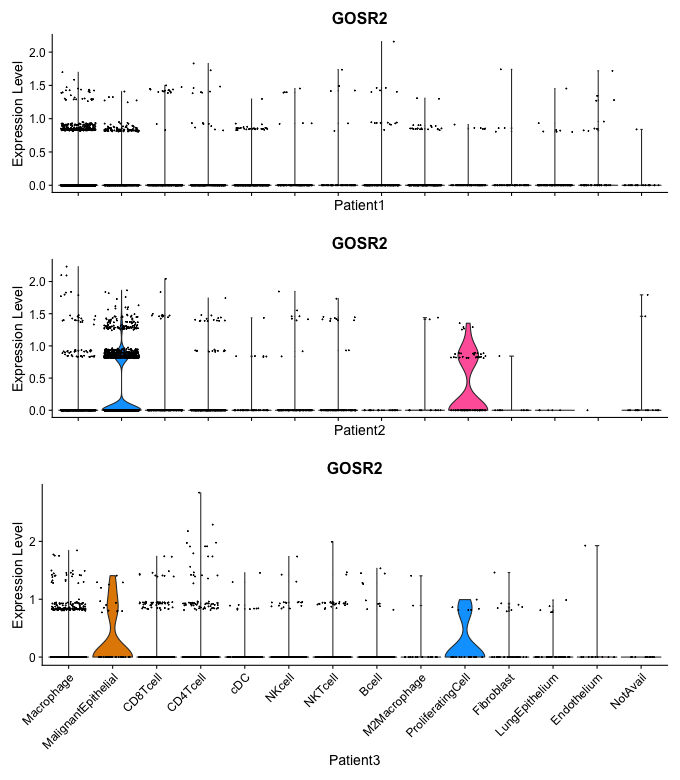 GOSR2
Expression Level
2.0
1.5
1.0
0.5
0.0
Patient1
GOSR2
Expression Level
2.0
1.5
1.0
0.5
0.0
Patient2
GOSR2
Expression Level
2
1
0
Macrophage
MalignantEpithelial
CD8Tcell
CD4Tcell
cDC
NKcell
NKTcell
Bcell
M2Macrophage
ProliferatingCell
Fibroblast
LungEpithelium
Endothelium
NotAvail
Patient3